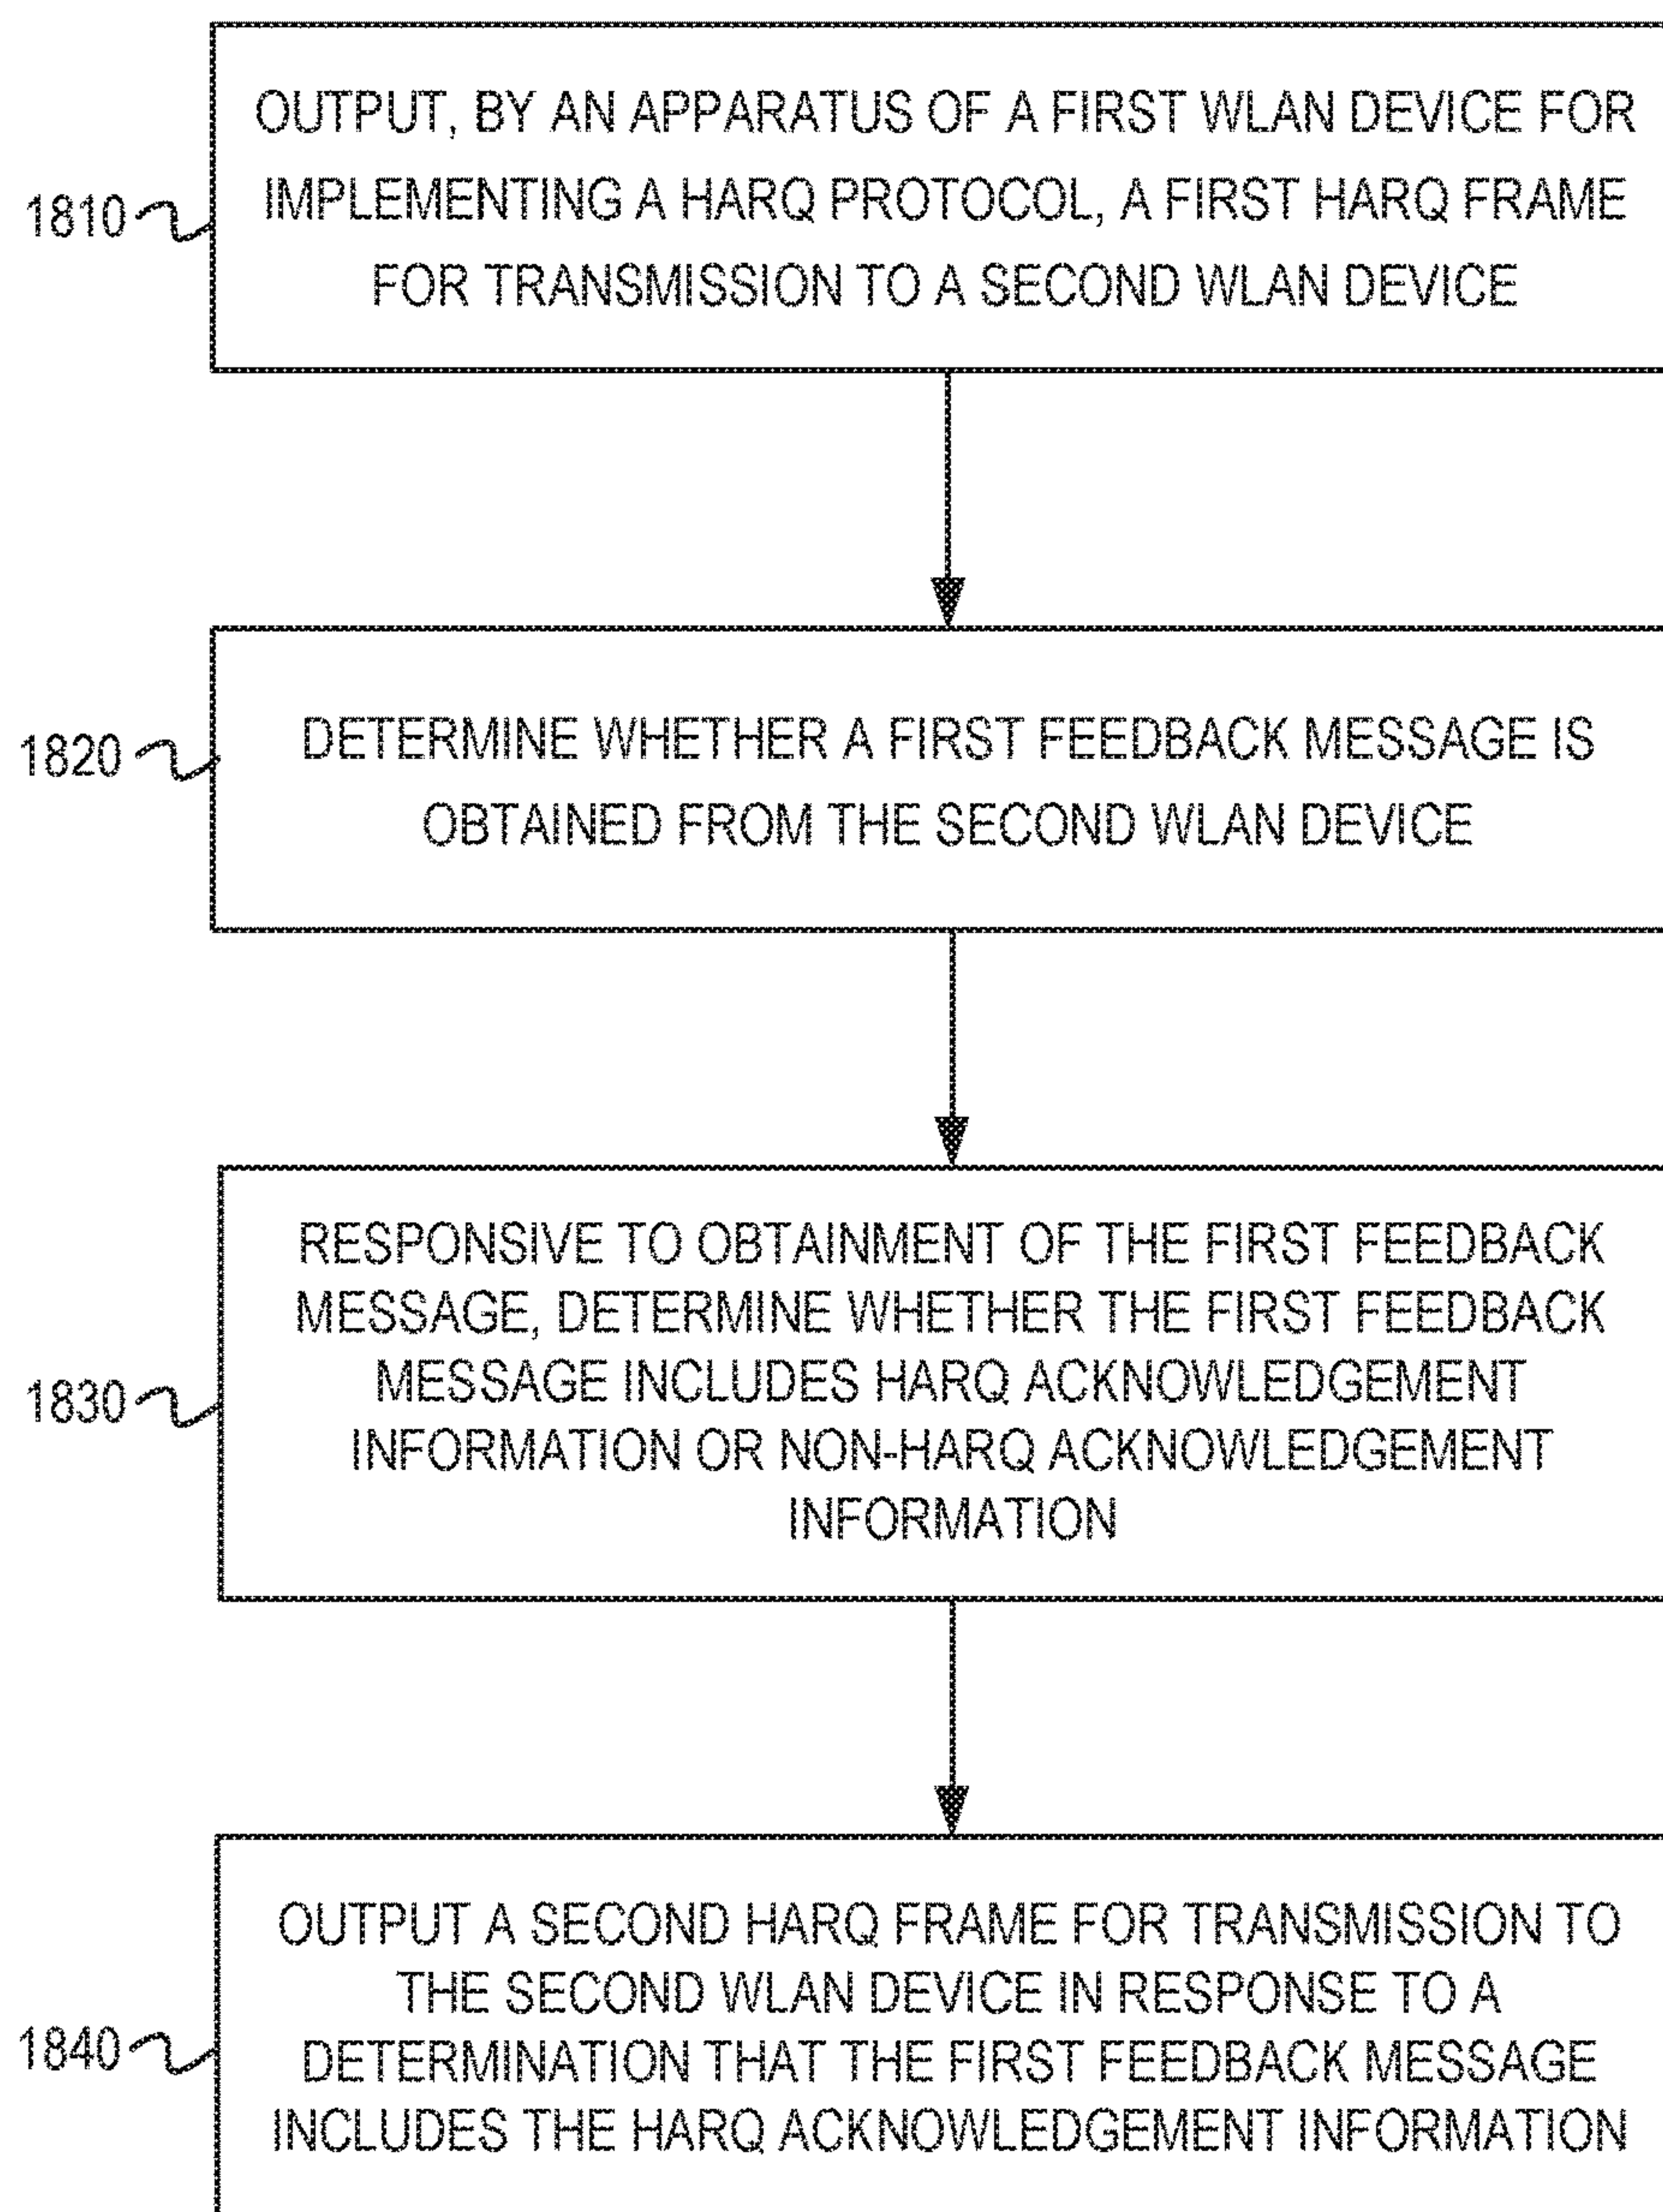 OUTPUT, BY AN APPARATUS OF A FIRST WLAN DEVICE FOR
IMPLEMENTING A HARQ PROTOCOL, A FIRST HARQ FRAME
FOR TRANSMISSION TO A SECOND WLAN DEVICE
1810
DETERMINE WHETHER A FIRST FEEDBACK MESSAGE IS
OBTAINED FROM THE SECOND WLAN DEVICE
1820
RESPONSIVE TO OBTAINMENT OF THE FIRST FEEDBACK
MESSAGE, DETERMINE WHETHER THE FIRST FEEDBACK
MESSAGE INCLUDES HARQ ACKNOWLEDGEMENT
INFORMATION OR NON-HARQ ACKNOWLEDGEMENT
INFORMATION
1830
OUTPUT A SECOND HARQ FRAME FOR TRANSMISSION TO
THE SECOND WLAN DEVICE IN RESPONSE TO A
DETERMINATION THAT THE FIRST FEEDBACK MESSAGE
INCLUDES THE HARQ ACKNOWLEDGEMENT INFORMATION
1840